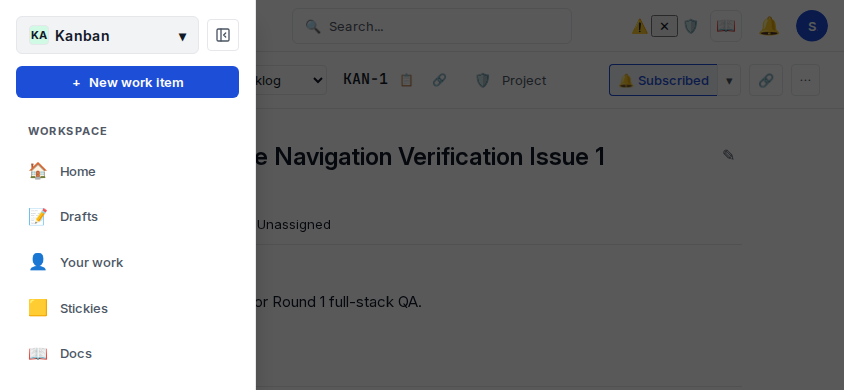 KA Kanban
Search...
S
+ New work item
KAN-1
Project
Subscribed
WORKSPACE
Home
e Navigation Verification Issue 1
Drafts
Unassigned
Your work
or Round 1 full-stack QA.
Stickies
Docs